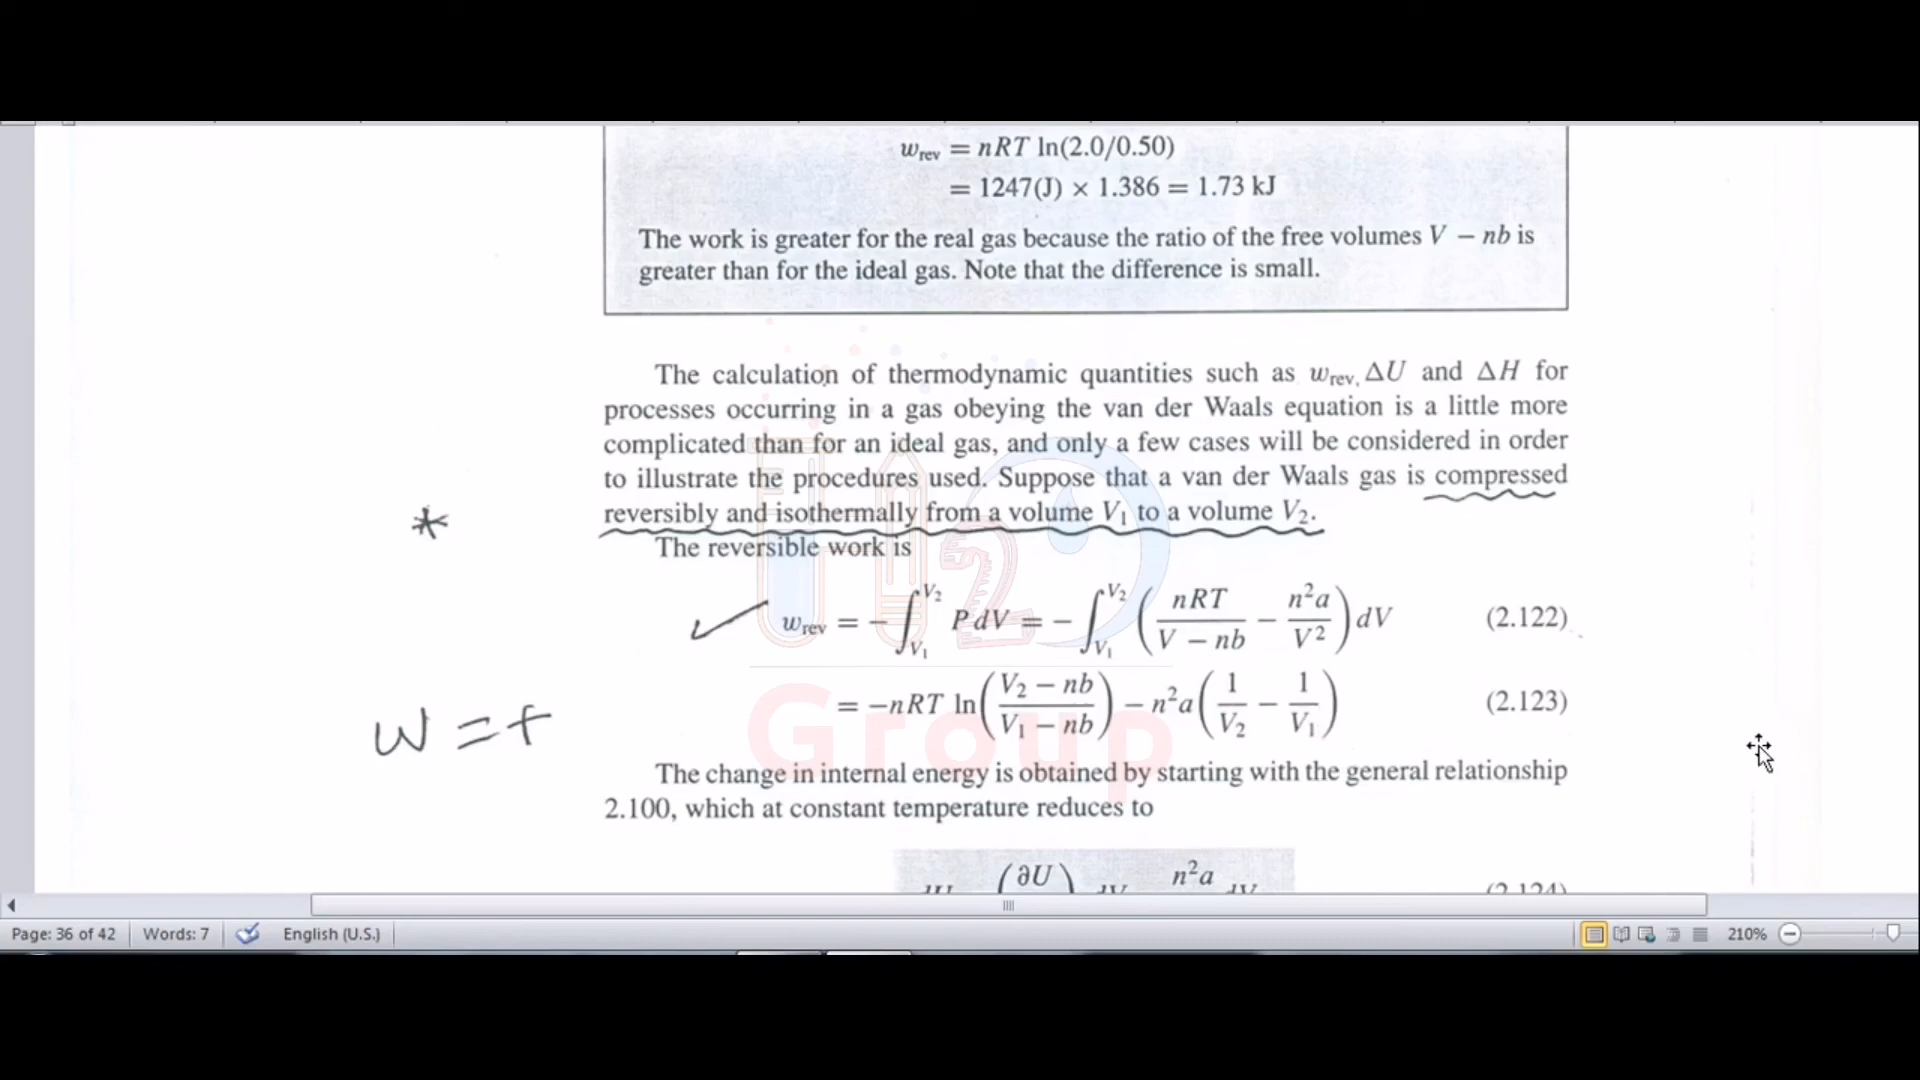 w_rev = nRT ln(2.0/0.50)
= 1247(J) × 1.386 = 1.73 kJ
The work is greater for the real gas because the ratio of the free volumes V − nb is
greater than for the ideal gas. Note that the difference is small.
The calculation of thermodynamic quantities such as w_rev, ΔU and ΔH for
processes occurring in a gas obeying the van der Waals equation is a little more
complicated than for an ideal gas, and only a few cases will be considered in order
to illustrate the procedures used. Suppose that a van der Waals gas is compressed
reversibly and isothermally from a volume V₁ to a volume V₂.
*
The reversible work is
w_rev = −∫_{V₁}^{V₂} P dV = −∫_{V₁}^{V₂} (nRT/(V − nb) − n²a/V²) dV (2.122)
= −nRT ln((V₂ − nb)/(V₁ − nb)) − n²a(1/V₂ − 1/V₁) (2.123)
w = +
H2O
Group
The change in internal energy is obtained by starting with the general relationship
2.100, which at constant temperature reduces to
(∂U) n²a
Page: 36 of 42 Words: 7 English (U.S.) 210%